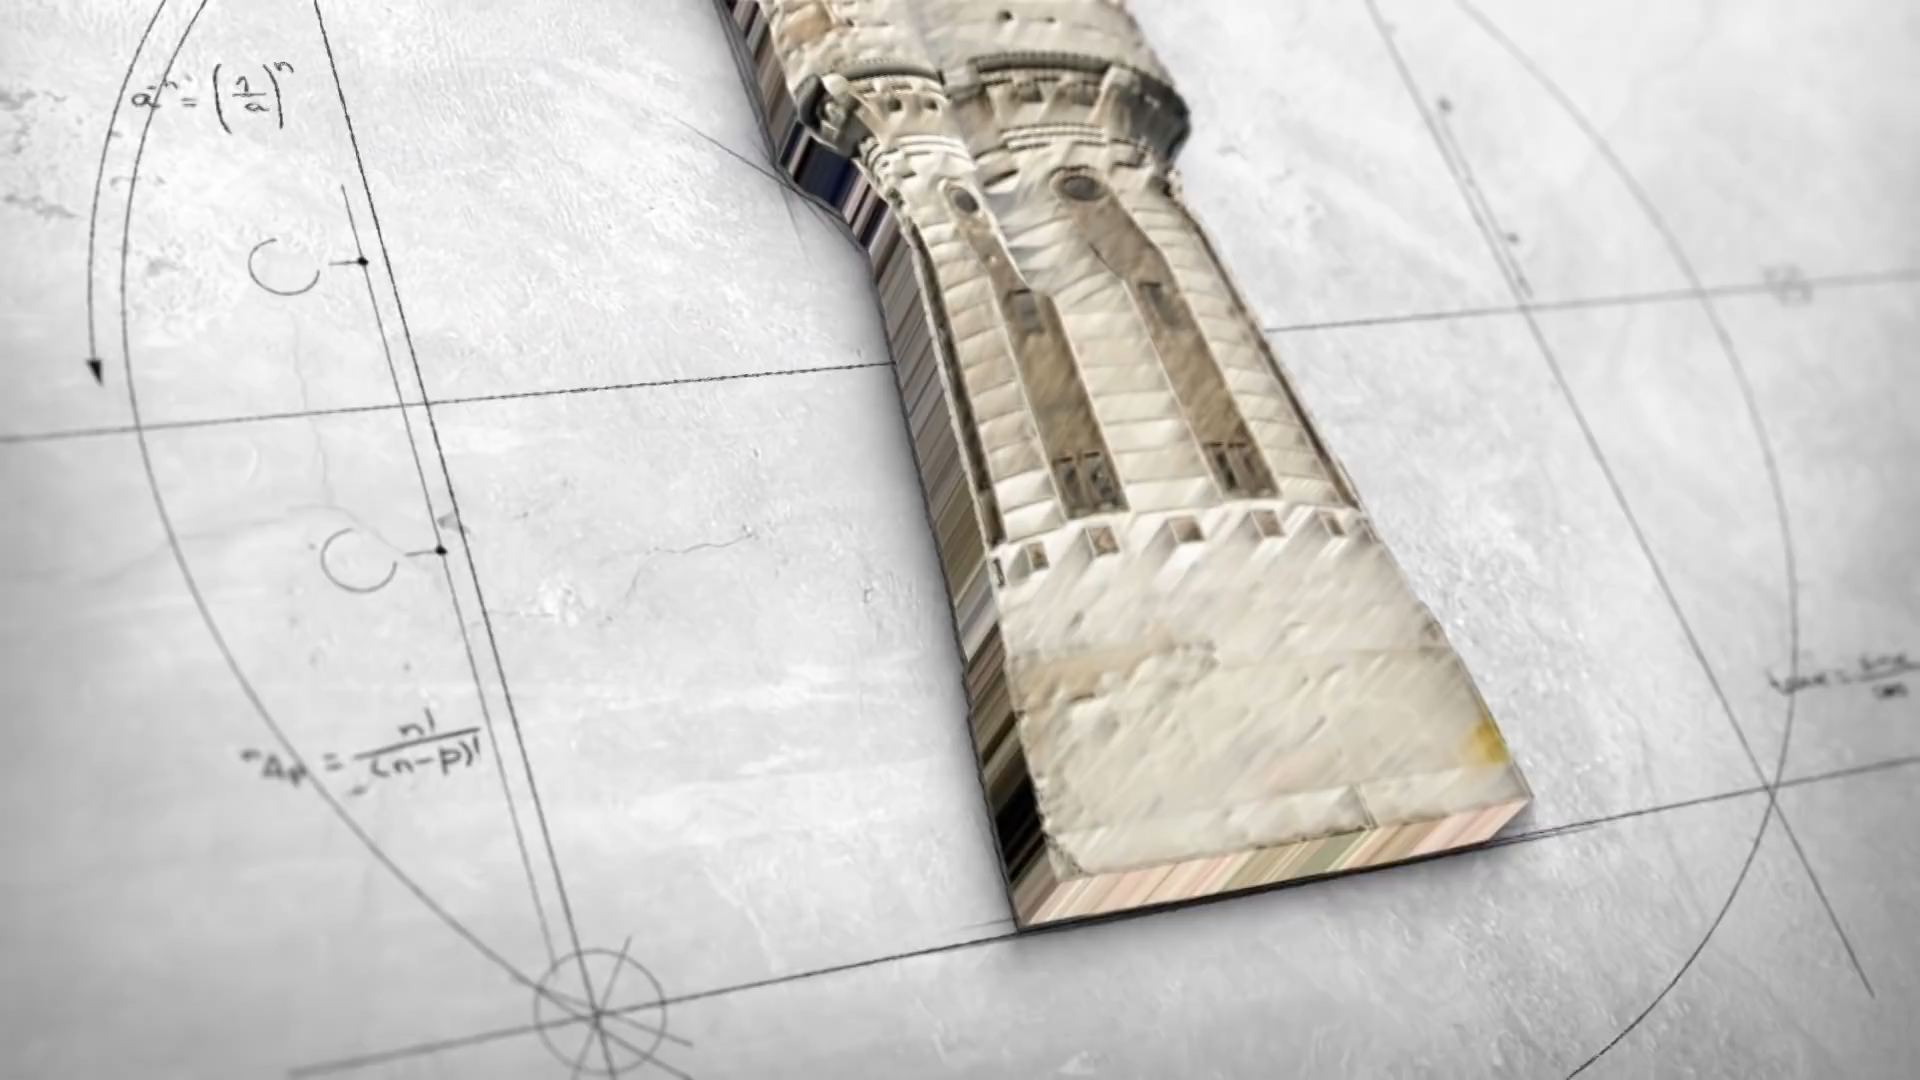 a⁻ⁿ = (1/a)ⁿ
ⁿAₚ = n!/(n-p)!